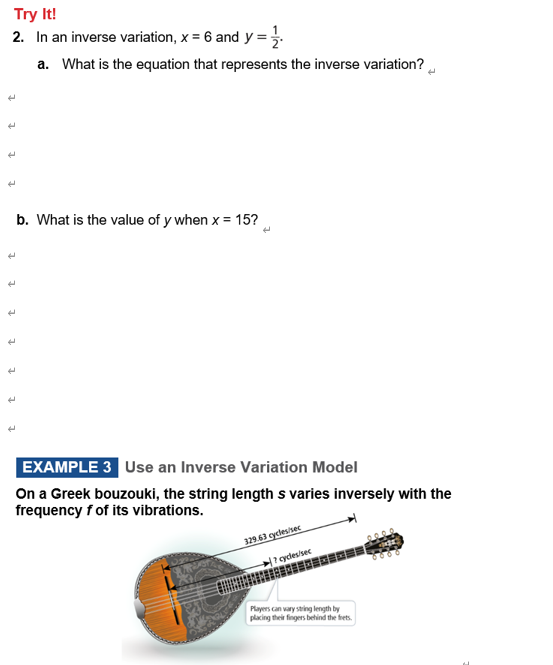 Try It!
2. In an inverse variation, x = 6 and y = 1/2.
a. What is the equation that represents the inverse variation?
b. What is the value of y when x = 15?
EXAMPLE 3 Use an Inverse Variation Model
On a Greek bouzouki, the string length s varies inversely with the
frequency f of its vibrations.
329.63 cycles/sec
? cycles/sec
Players can vary string length by
placing their fingers behind the frets.